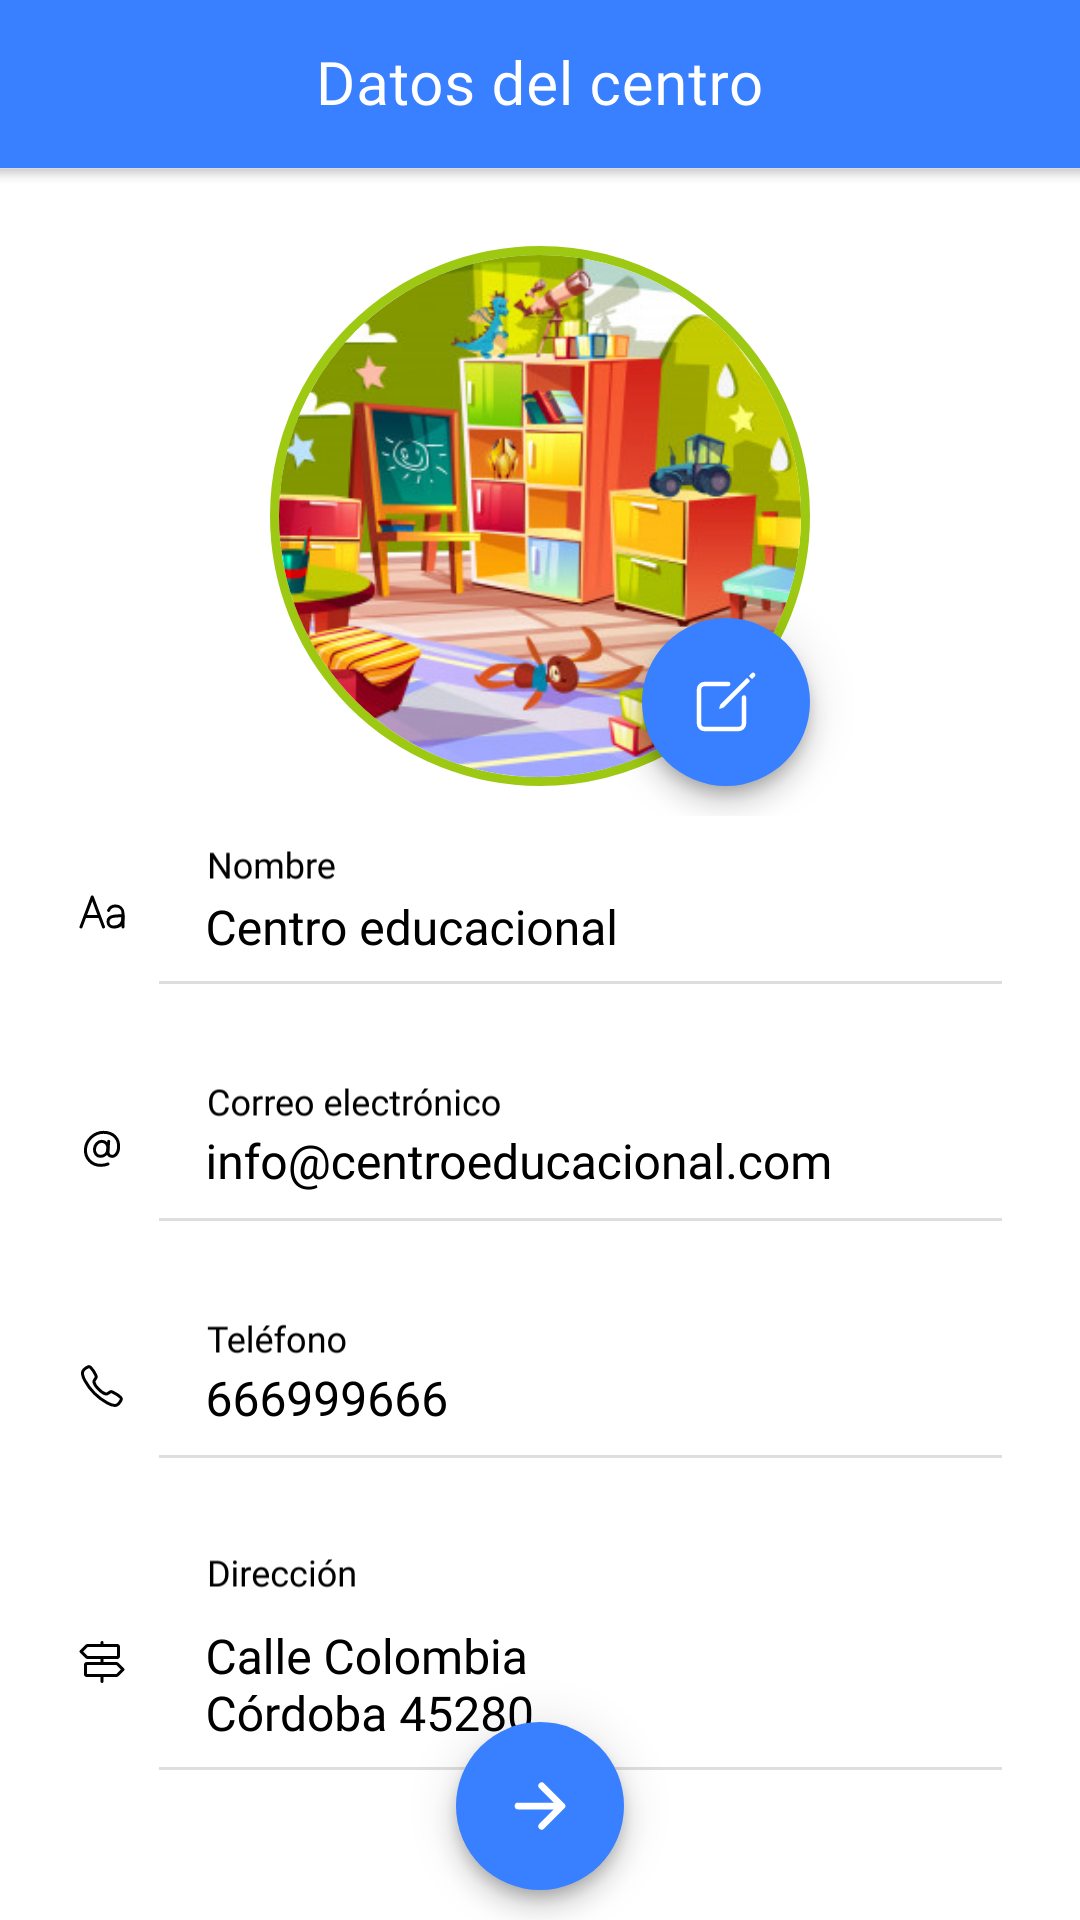 Datos del centro
Nombre
Aa
Centro educacional
Correo electrónico
@
info@centroeducacional.com
Teléfono
666999666
Dirección
Calle Colombia
Córdoba 45280